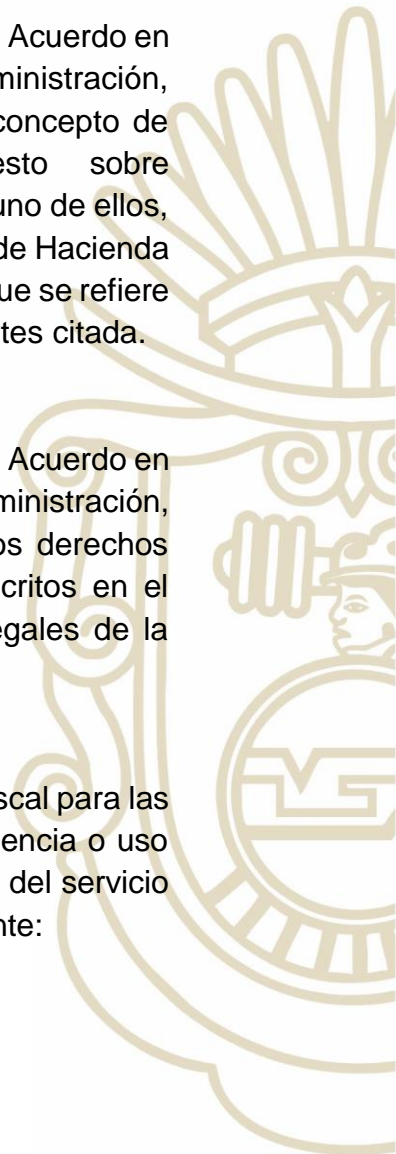 Acuerdo en
ministración,
concepto de
esto sobre
uno de ellos,
de Hacienda
ue se refiere
tes citada.
Acuerdo en
ministración,
os derechos
critos en el
egales de la
scal para las
encia o uso
del servicio
nte: